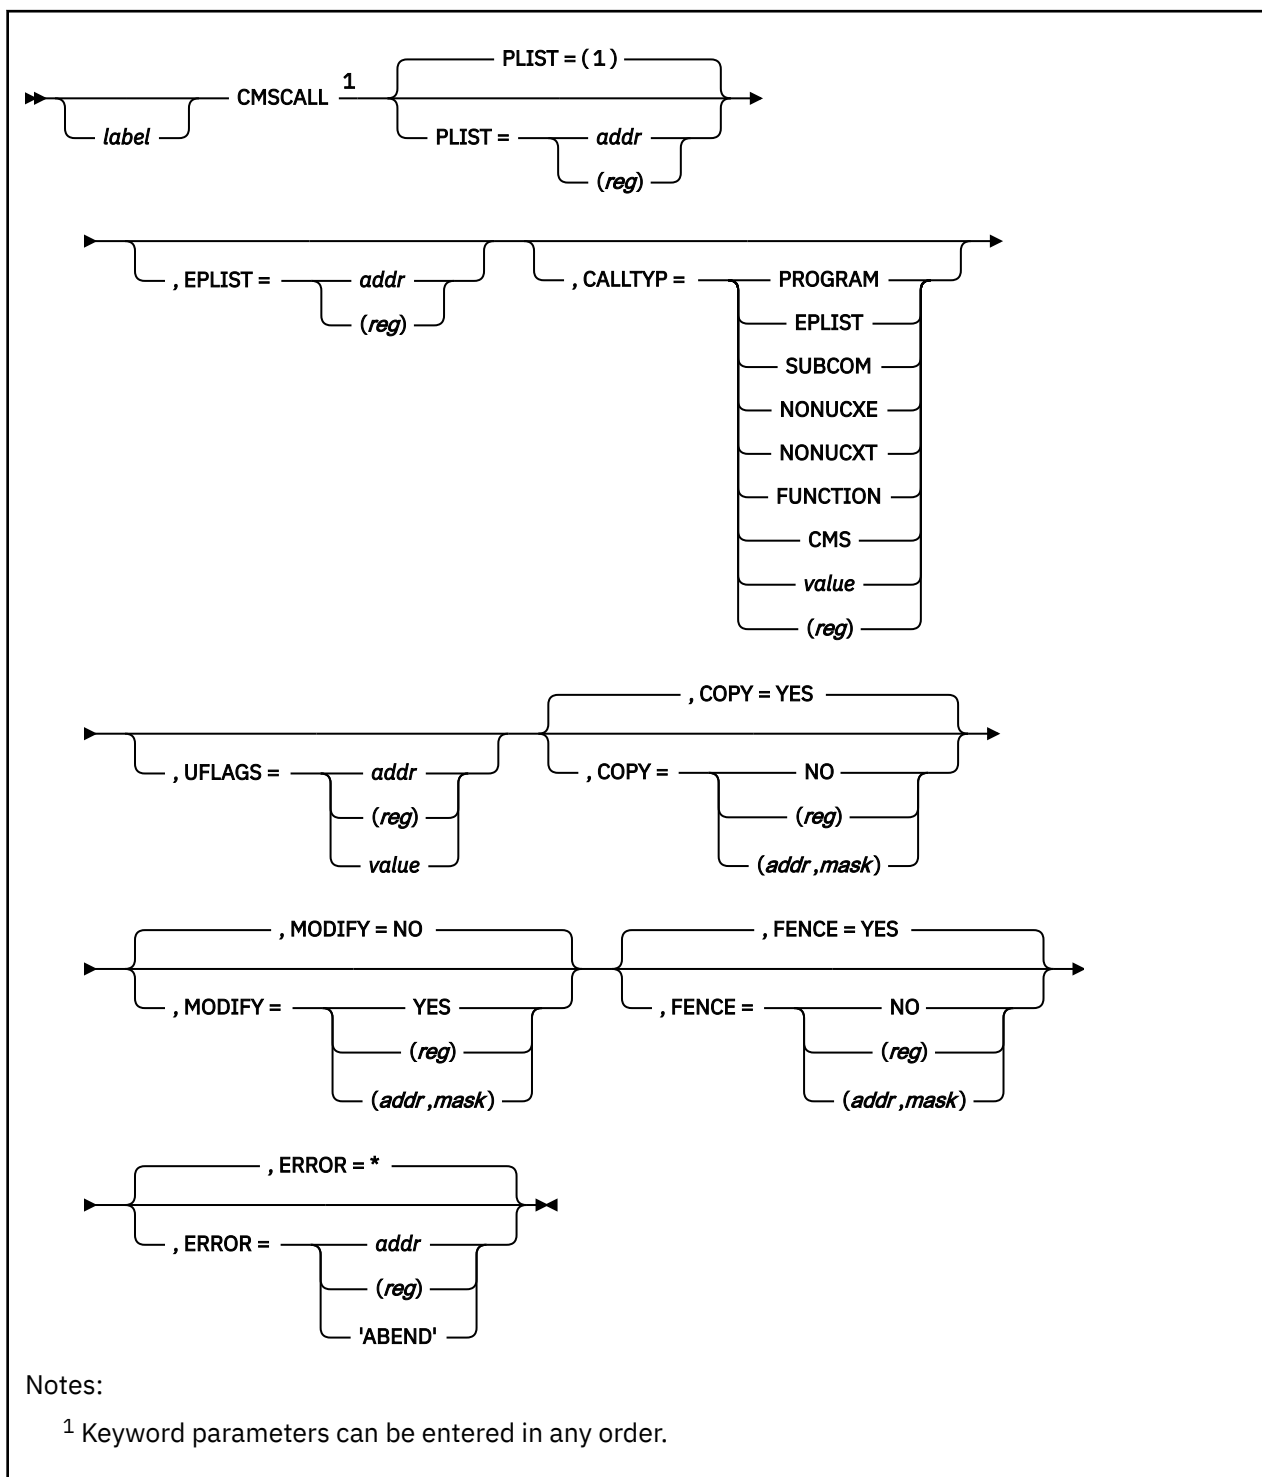 PLIST = ( 1 )
CMSCALL 1
label
PLIST = addr
(reg)
, EPLIST = addr , CALLTYP = PROGRAM
(reg) EPLIST
SUBCOM
NONUCXE
NONUCXT
FUNCTION
CMS
value
(reg)
, COPY = YES
, UFLAGS = addr , COPY = NO
(reg) (reg)
value (addr ,mask)
, MODIFY = NO , FENCE = YES
, MODIFY = YES , FENCE = NO
(reg) (reg)
(addr ,mask) (addr ,mask)
, ERROR = *
, ERROR = addr
(reg)
'ABEND'
Notes:
1 Keyword parameters can be entered in any order.